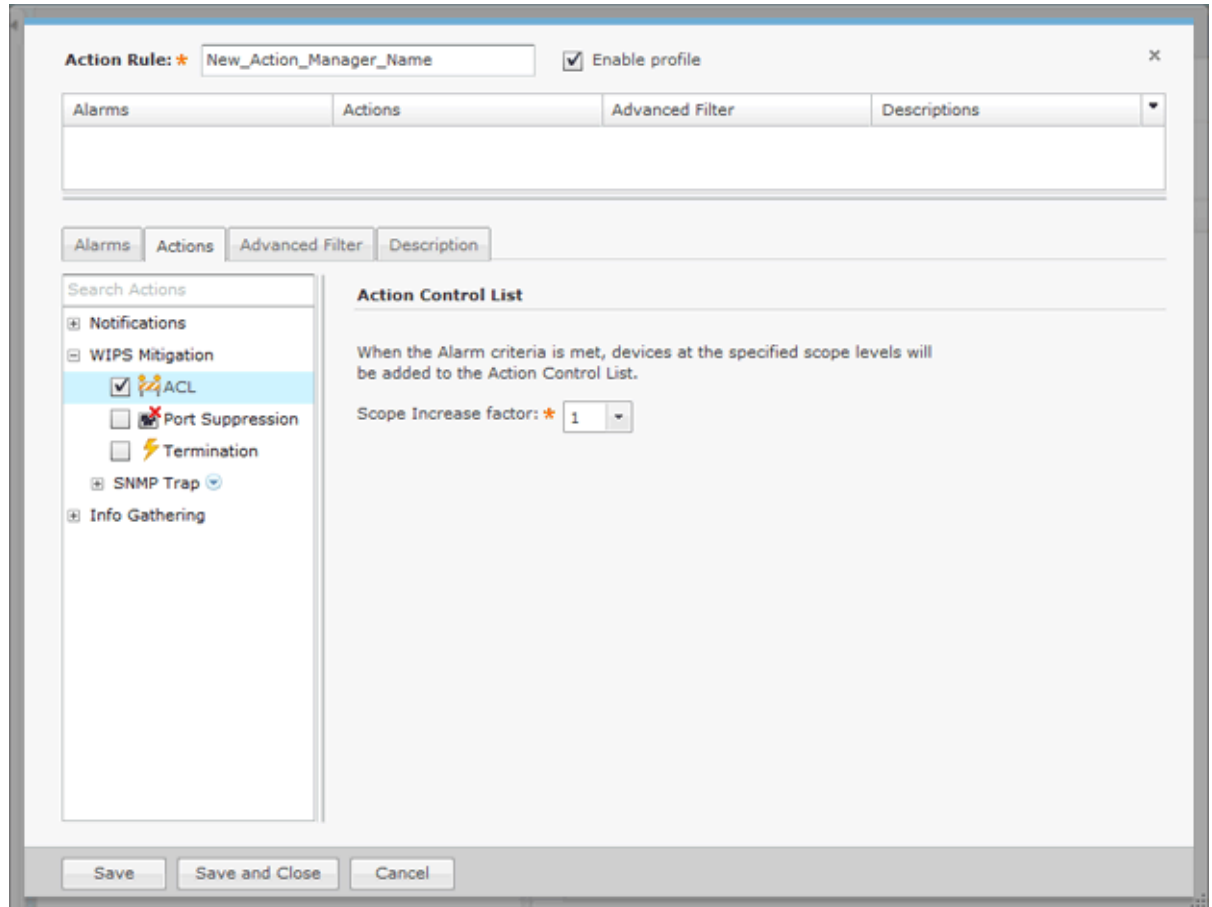 Action Rule: * New_Action_Manager_Name Enable profile
Alarms Actions Advanced Filter Descriptions
Alarms Actions Advanced Filter Description
Search Actions
Notifications
WIPS Mitigation
ACL
Port Suppression
Termination
SNMP Trap
Info Gathering
Action Control List
When the Alarm criteria is met, devices at the specified scope levels will
be added to the Action Control List.
Scope Increase factor: * 1
Save Save and Close Cancel